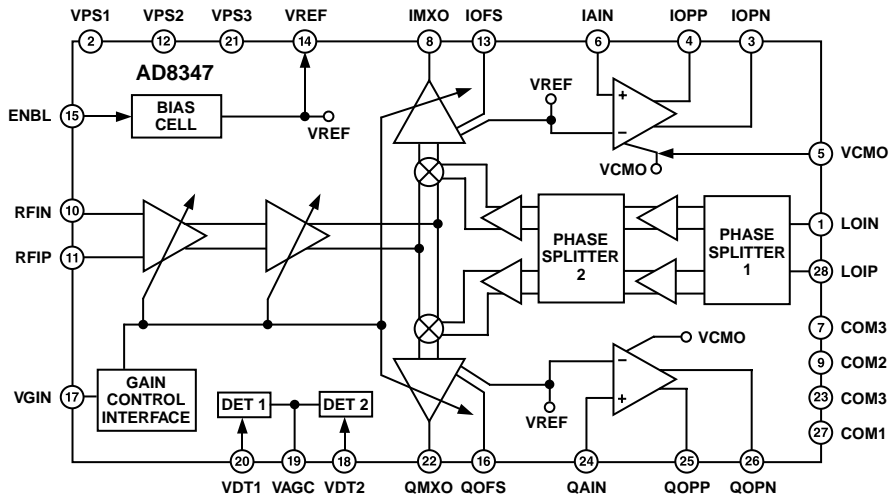 VPS1 VPS2 VPS3 VREF IMXO IOFS IAIN IOPP IOPN
2 12 21 14 8 13 6 4 3
AD8347
ENBL 15
BIAS
CELL
VREF
VREF
+
−
VCMO
5 VCMO
RFIN 10
RFIP 11
PHASE
SPLITTER
2
PHASE
SPLITTER
1
1 LOIN
28 LOIP
7 COM3
9 COM2
23 COM3
27 COM1
VGIN 17
GAIN
CONTROL
INTERFACE
DET 1
DET 2
VREF
VCMO
−
+
20 19 18 22 16 24 25 26
VDT1 VAGC VDT2 QMXO QOFS QAIN QOPP QOPN